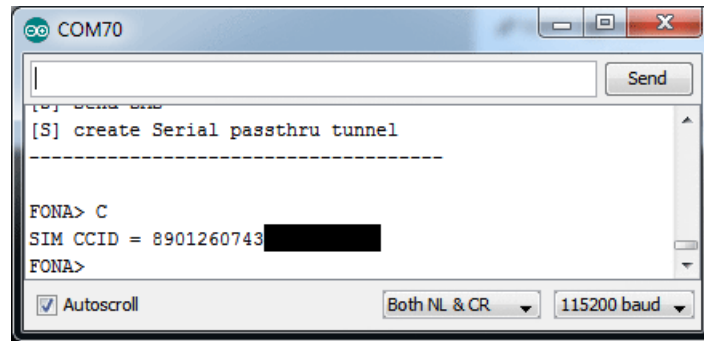 COM70
Send
[S] create Serial passthru tunnel
-------------------------------------
FONA> C
SIM CCID = 8901260743
FONA>
Autoscroll
Both NL & CR
115200 baud